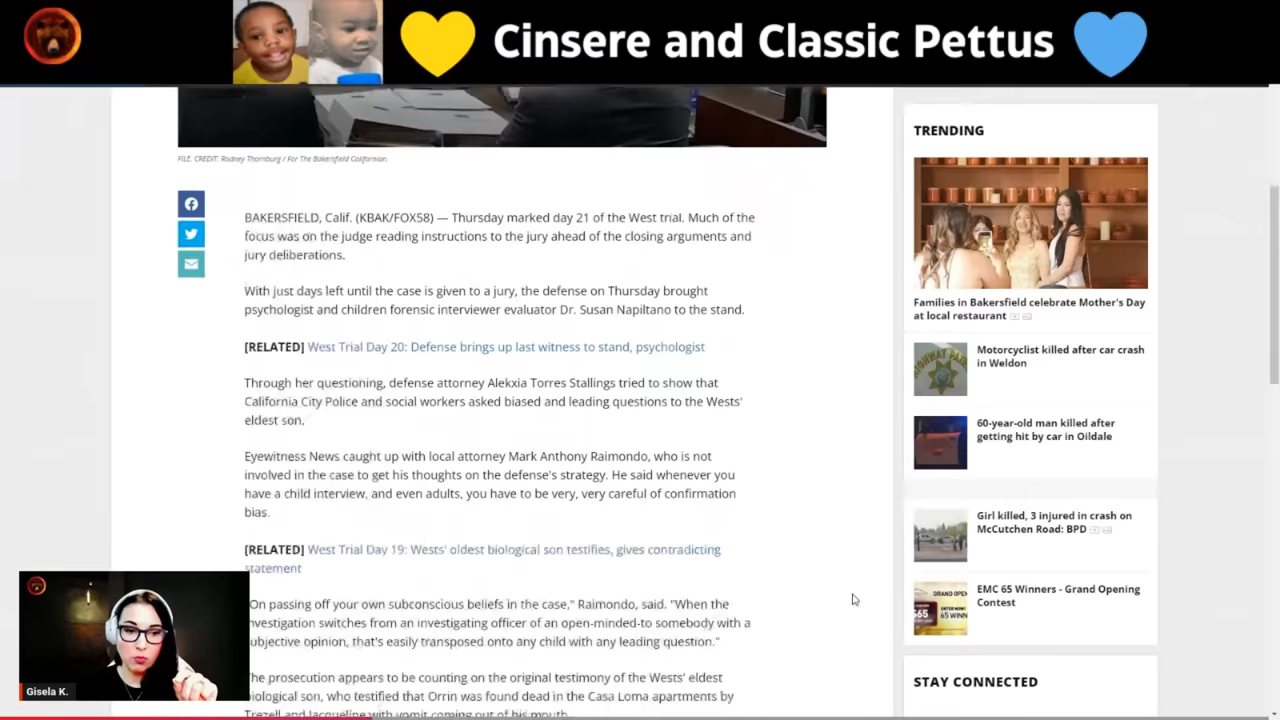 Cinsere and Classic Pettus
FILE. CREDIT: Rodney Thornburg / For The Bakersfield Californian.
BAKERSFIELD, Calif. (KBAK/FOX58) — Thursday marked day 21 of the West trial. Much of the
focus was on the judge reading instructions to the jury ahead of the closing arguments and
jury deliberations.
With just days left until the case is given to a jury, the defense on Thursday brought
psychologist and children forensic interviewer evaluator Dr. Susan Napiltano to the stand.
[RELATED] West Trial Day 20: Defense brings up last witness to stand, psychologist
Through her questioning, defense attorney Alekxia Torres Stallings tried to show that
California City Police and social workers asked biased and leading questions to the Wests'
eldest son.
Eyewitness News caught up with local attorney Mark Anthony Raimondo, who is not
involved in the case to get his thoughts on the defense's strategy. He said whenever you
have a child interview, and even adults, you have to be very, very careful of confirmation
bias.
[RELATED] West Trial Day 19: Wests' oldest biological son testifies, gives contradicting
statement
"On passing off your own subconscious beliefs in the case," Raimondo, said. "When the
investigation switches from an investigating officer of an open-minded-to somebody with a
subjective opinion, that's easily transposed onto any child with any leading question."
The prosecution appears to be counting on the original testimony of the Wests' eldest
biological son, who testified that Orrin was found dead in the Casa Loma apartments by
Trezell and Jacqueline with vomit coming out of his mouth.
TRENDING
Families in Bakersfield celebrate Mother's Day
at local restaurant
Motorcyclist killed after car crash
in Weldon
60-year-old man killed after
getting hit by car in Oildale
Girl killed, 3 injured in crash on
McCutchen Road: BPD
EMC 65 Winners - Grand Opening
Contest
STAY CONNECTED
Gisela K.